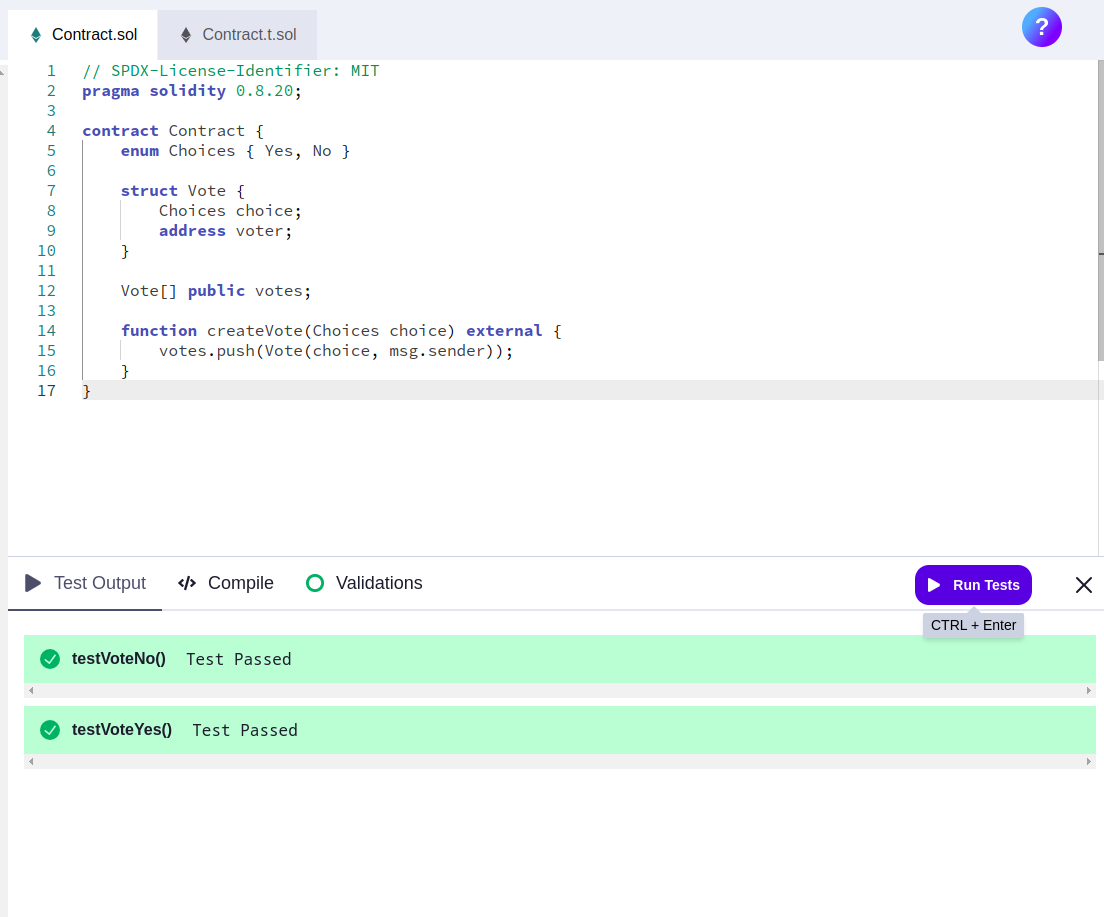 Contract.sol Contract.t.sol ?
1 // SPDX-License-Identifier: MIT
2 pragma solidity 0.8.20;
3
4 contract Contract {
5     enum Choices { Yes, No }
6
7     struct Vote {
8         Choices choice;
9         address voter;
10     }
11
12     Vote[] public votes;
13
14     function createVote(Choices choice) external {
15         votes.push(Vote(choice, msg.sender));
16     }
17 }
Test Output </> Compile Validations Run Tests
CTRL + Enter
testVoteNo() Test Passed
testVoteYes() Test Passed